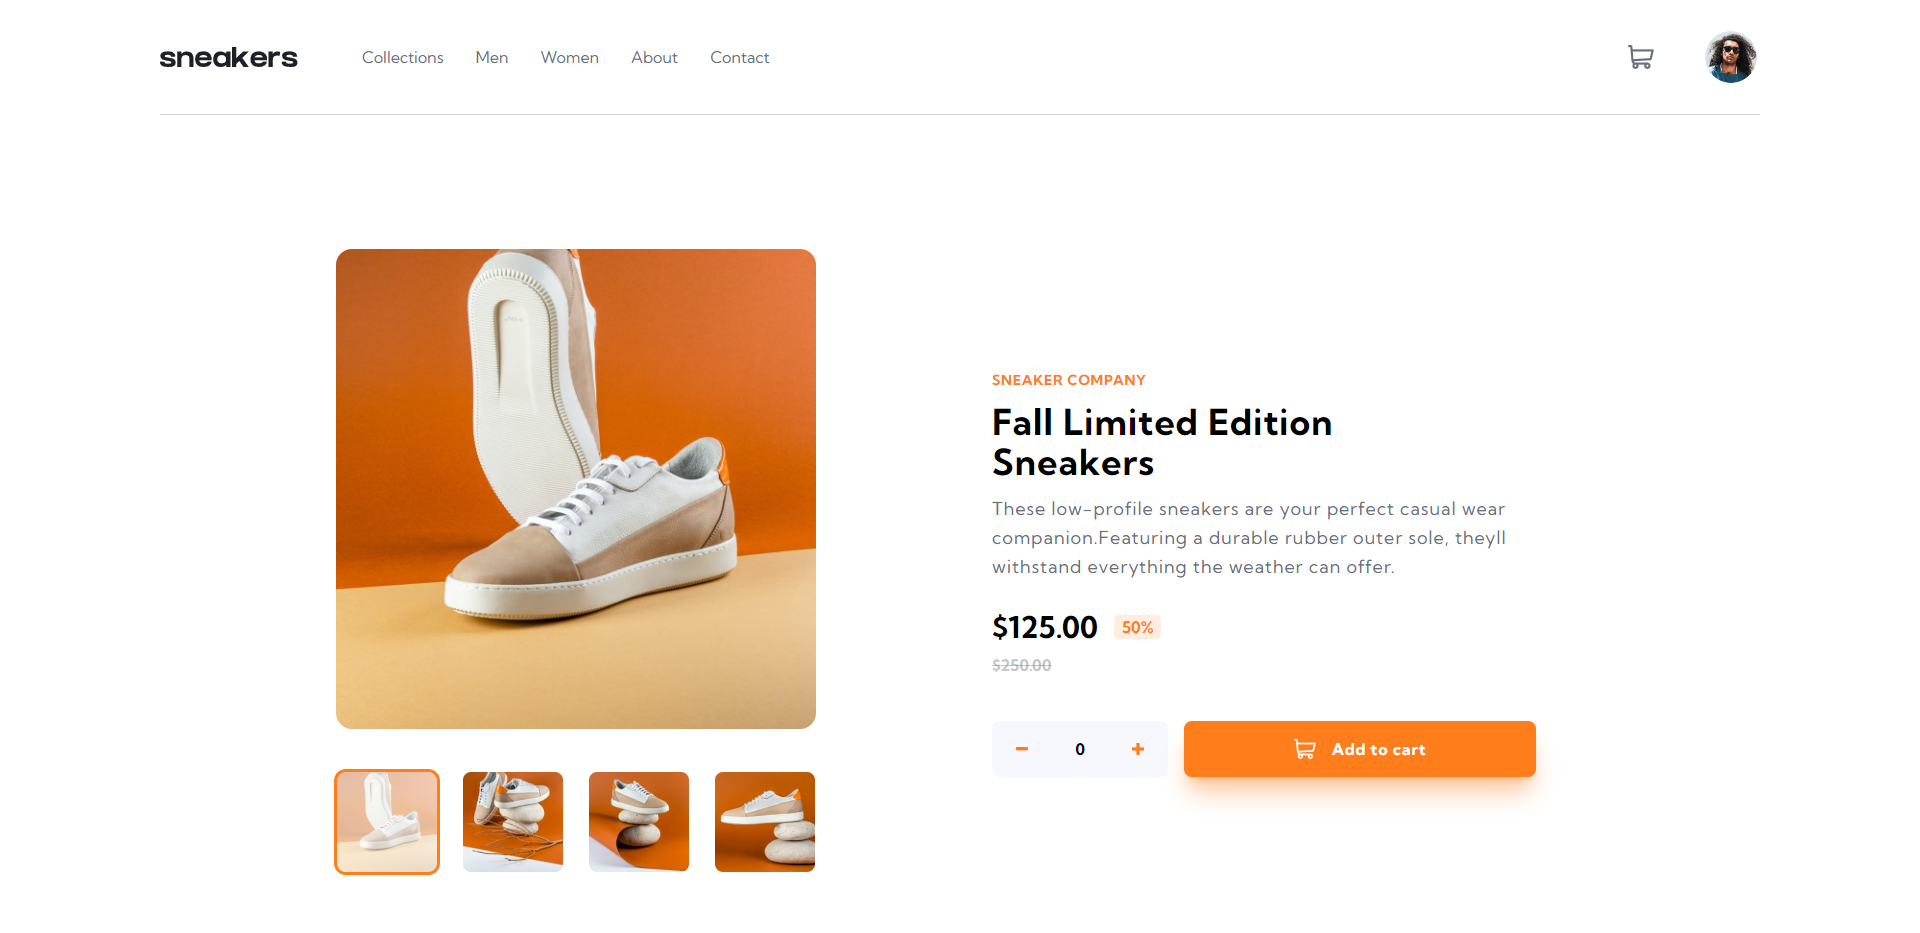 sneakers Collections Men Women About Contact
SNEAKER COMPANY
Fall Limited Edition
Sneakers
These low-profile sneakers are your perfect casual wear
companion.Featuring a durable rubber outer sole, theyll
withstand everything the weather can offer.
$125.00 50%
$250.00
0 Add to cart